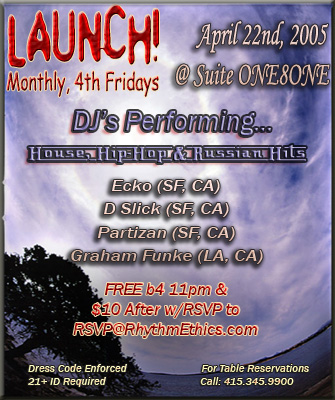 LAUNCH!
Monthly, 4th Fridays
April 22nd, 2005
@ Suite ONE8ONE
DJ's Performing...
House, Hip-Hop & Russian Hits
Ecko (SF, CA)
D Slick (SF, CA)
Partizan (SF, CA)
Graham Funke (LA, CA)
FREE b4 11pm &
$10 After w/RSVP to
RSVP@RhythmEthics.com
Dress Code Enforced
21+ ID Required
For Table Reservations
Call: 415.345.9900